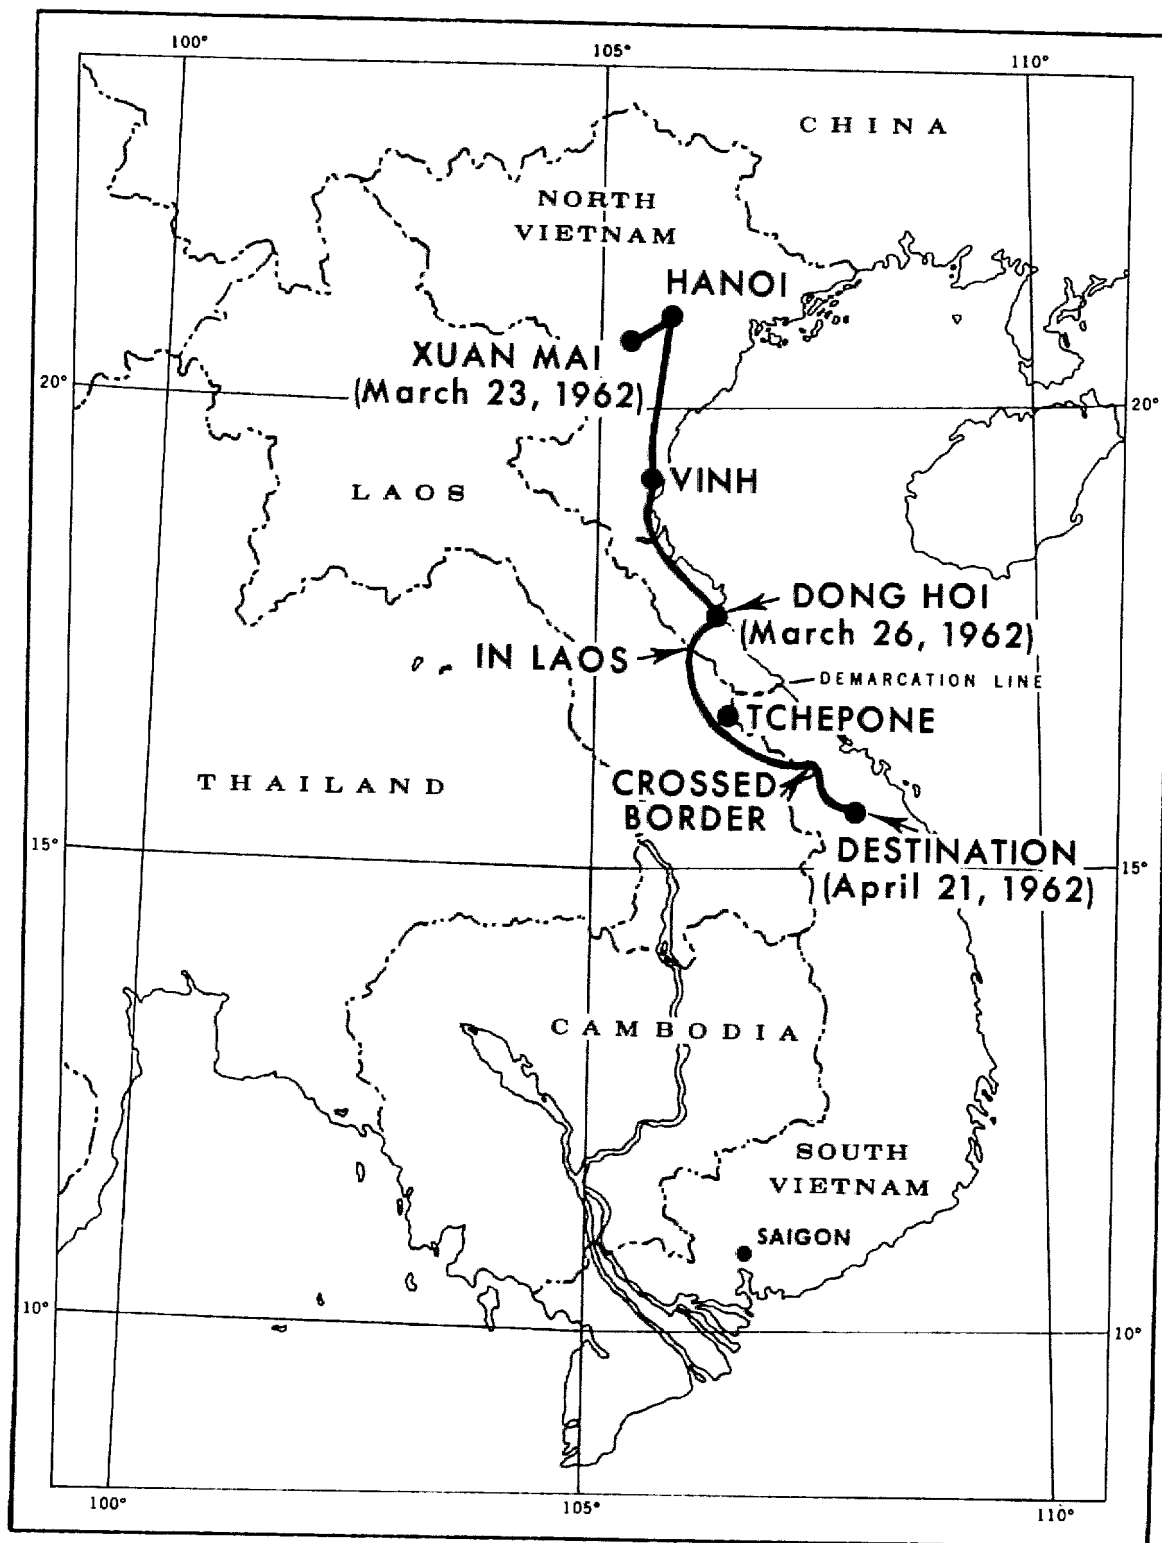 100°
105°
110°
CHINA
NORTH
VIETNAM
HANOI
XUAN MAI
(March 23, 1962)
20°
20°
VINH
LAOS
DONG HOI
(March 26, 1962)
IN LAOS
DEMARCATION LINE
TCHEPONE
THAILAND
CROSSED
BORDER
15°
DESTINATION
15°
(April 21, 1962)
CAMBODIA
SOUTH
VIETNAM
SAIGON
10°
10°
100°
105°
110°